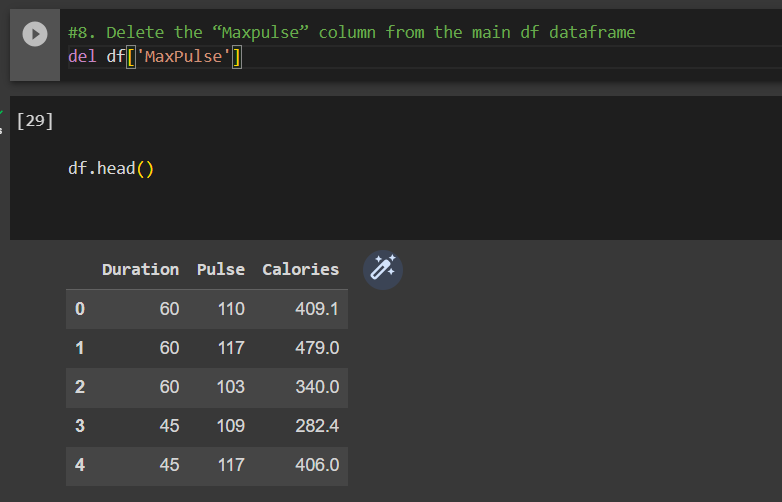 #8. Delete the “Maxpulse” column from the main df dataframe
del df['MaxPulse']
[29]
df.head()
Duration Pulse Calories
0 60 110 409.1
1 60 117 479.0
2 60 103 340.0
3 45 109 282.4
4 45 117 406.0